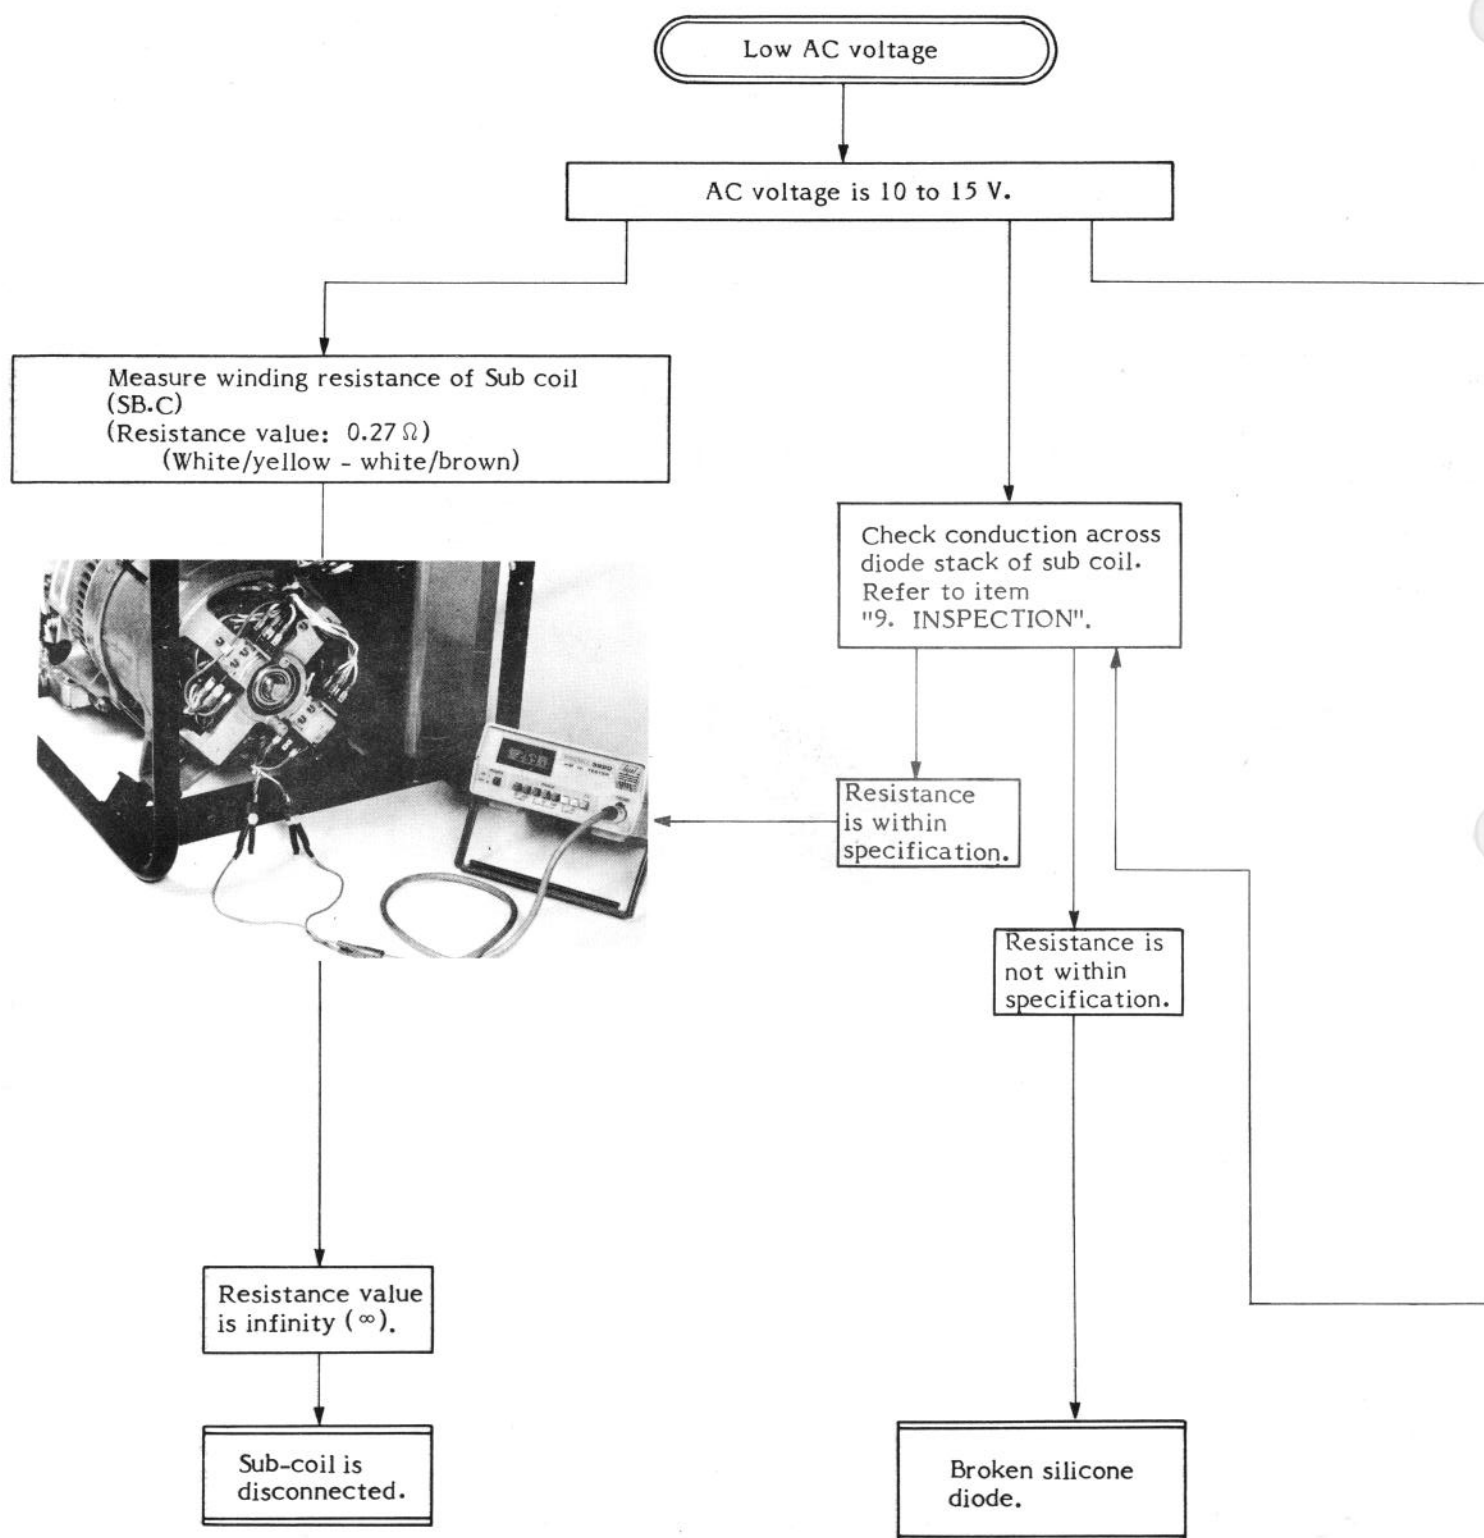 Low AC voltage
AC voltage is 10 to 15 V.
Measure winding resistance of Sub coil
(SB.C)
(Resistance value: 0.27 Ω)
(White/yellow - white/brown)
Check conduction across
diode stack of sub coil.
Refer to item
"9. INSPECTION".
Resistance
is within
specification.
Resistance is
not within
specification.
Resistance value
is infinity (∞).
Sub-coil is
disconnected.
Broken silicone
diode.